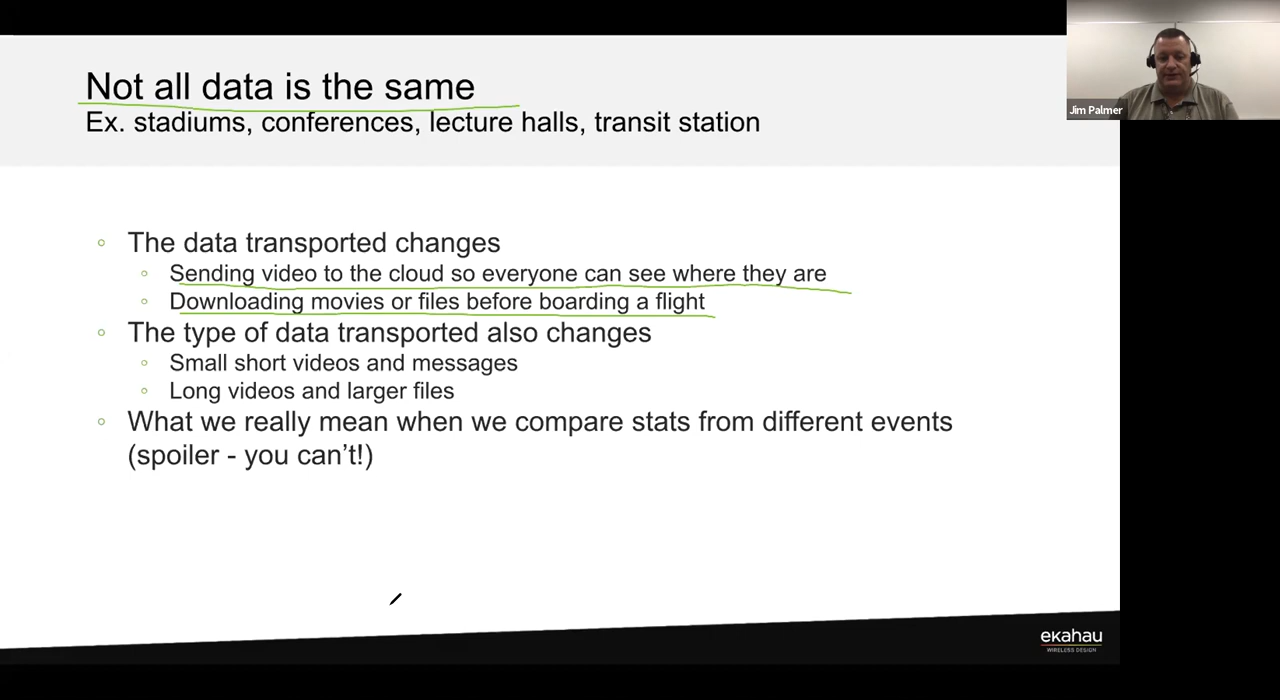 Not all data is the same
Ex. stadiums, conferences, lecture halls, transit station
Jim Palmer
The data transported changes
Sending video to the cloud so everyone can see where they are
Downloading movies or files before boarding a flight
The type of data transported also changes
Small short videos and messages
Long videos and larger files
What we really mean when we compare stats from different events
(spoiler - you can’t!)
ekahau
WIRELESS DESIGN